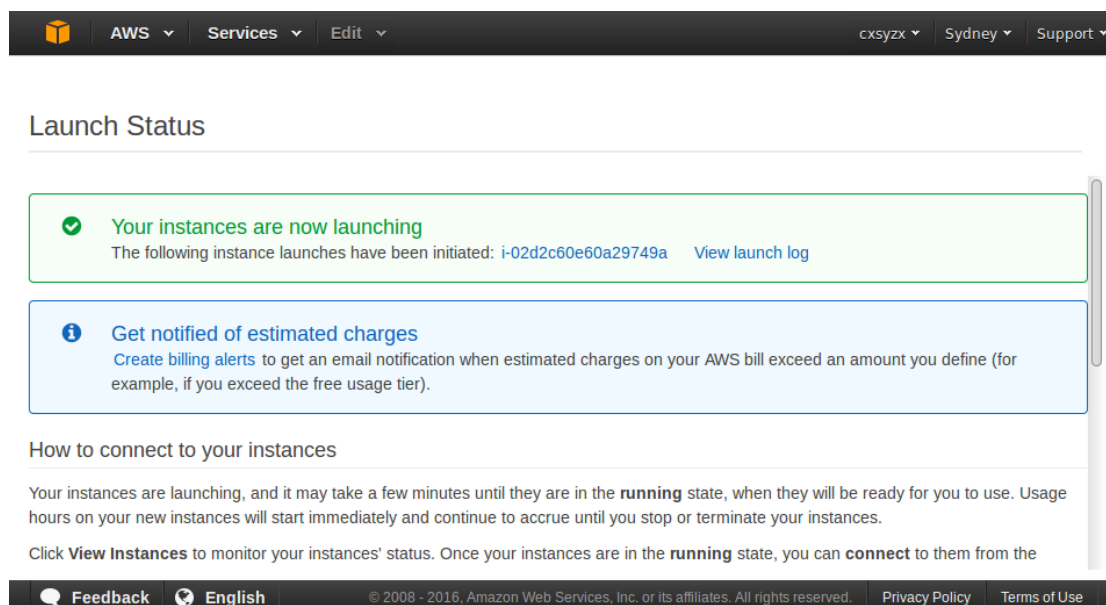 AWS Services Edit cxsyzx Sydney Support
Launch Status
Your instances are now launching
The following instance launches have been initiated: i-02d2c60e60a29749a View launch log
Get notified of estimated charges
Create billing alerts to get an email notification when estimated charges on your AWS bill exceed an amount you define (for
example, if you exceed the free usage tier).
How to connect to your instances
Your instances are launching, and it may take a few minutes until they are in the running state, when they will be ready for you to use. Usage
hours on your new instances will start immediately and continue to accrue until you stop or terminate your instances.
Click View Instances to monitor your instances' status. Once your instances are in the running state, you can connect to them from the
Feedback English © 2008 - 2016, Amazon Web Services, Inc. or its affiliates. All rights reserved. Privacy Policy Terms of Use